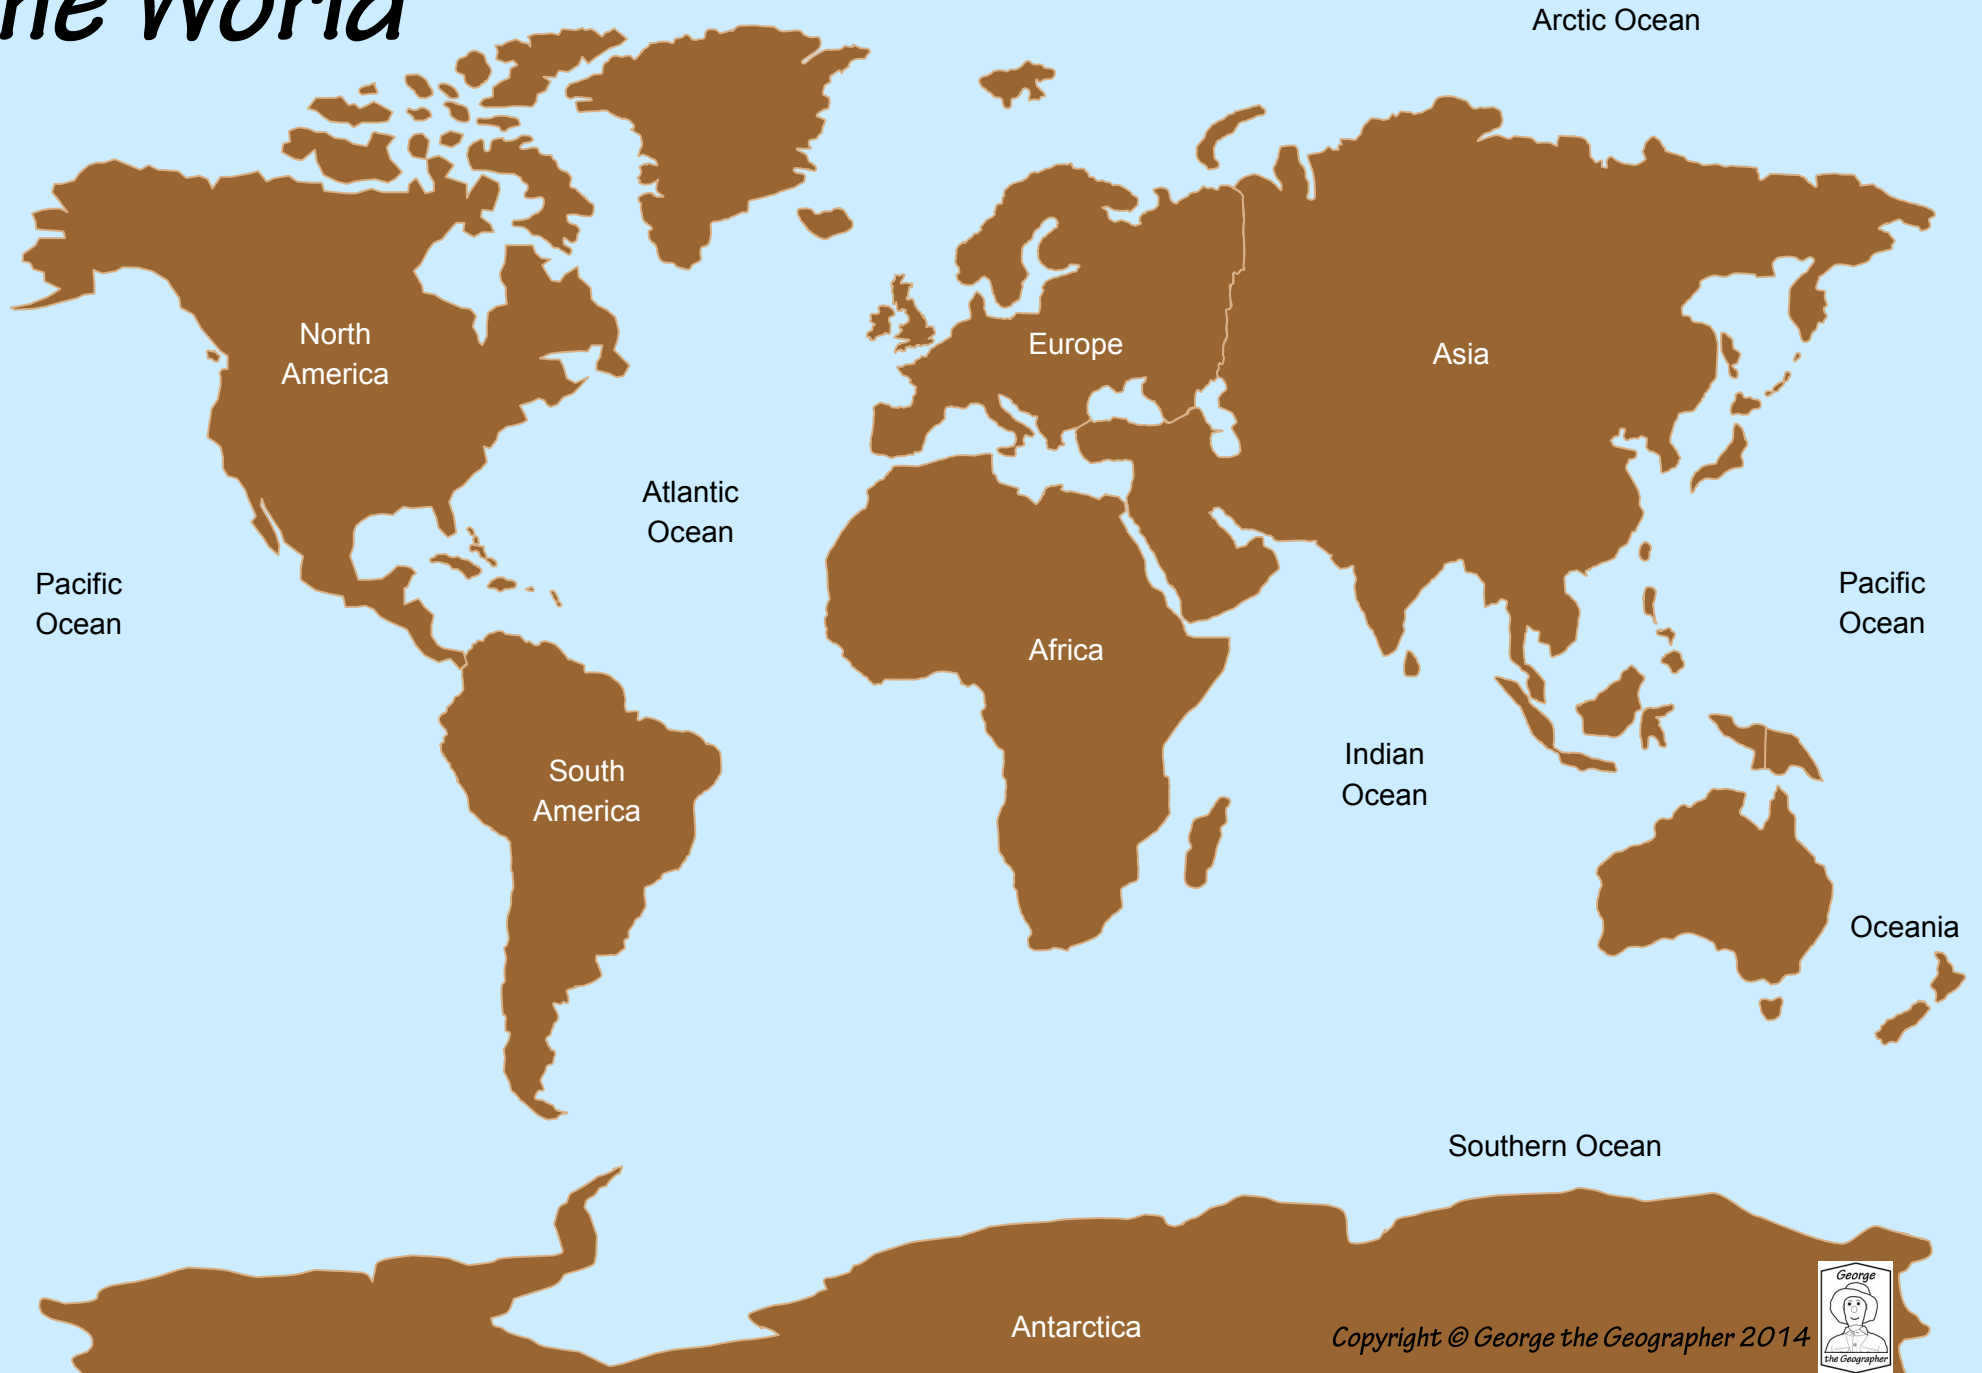 he World
Arctic Ocean
North
America
Europe
Asia
Atlantic
Ocean
Pacific
Ocean
Pacific
Ocean
Africa
South
America
Indian
Ocean
Oceania
Southern Ocean
Antarctica
Copyright © George the Geographer 2014
George
the Geographer